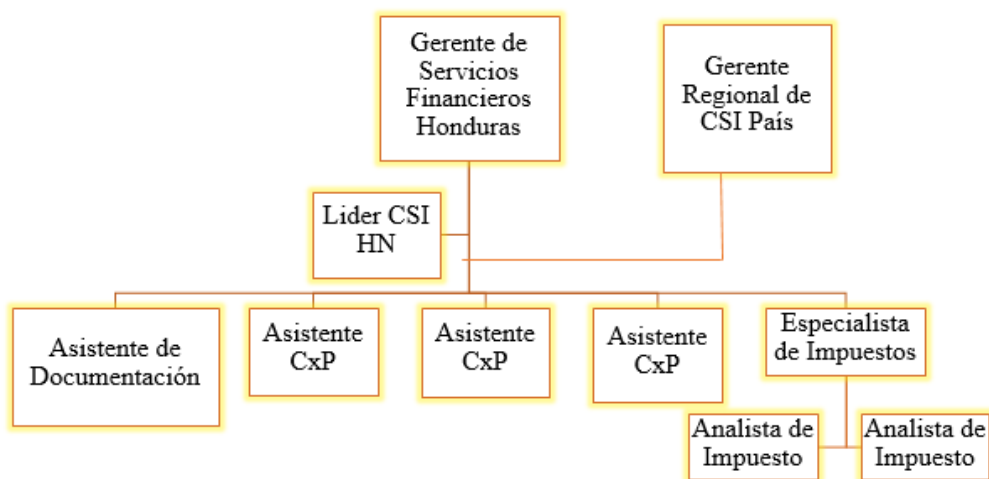 Gerente de
Servicios
Financieros
Honduras
Gerente
Regional de
CSI País
Lider CSI
HN
Asistente de
Documentación
Asistente
CxP
Asistente
CxP
Asistente
CxP
Especialista
de Impuestos
Analista de
Impuesto
Analista de
Impuesto